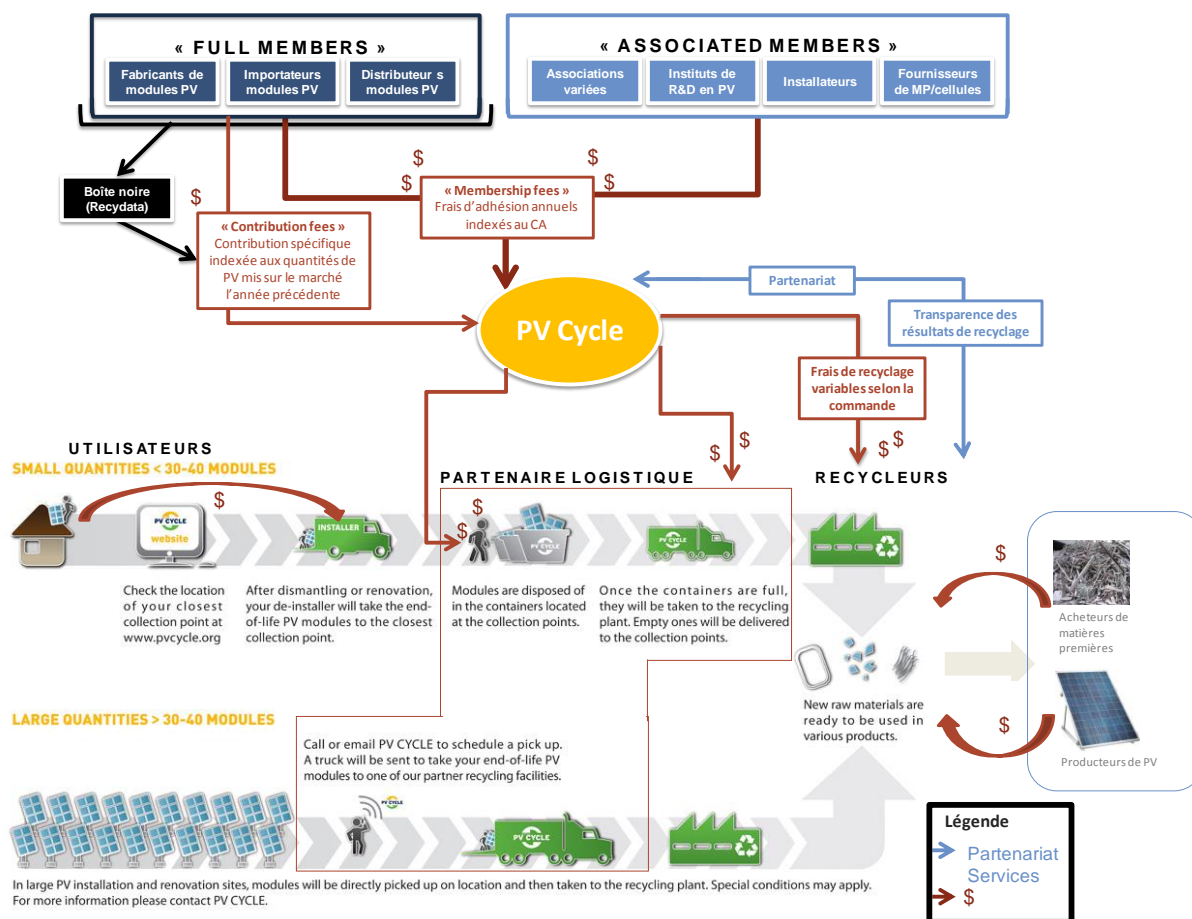 « FULL MEMBERS »
Fabricants de
modules PV
Importateurs
modules PV
Distributeur s
modules PV
« ASSOCIATED MEMBERS »
Associations
variées
Instituts de
R&D en PV
Installateurs
Fournisseurs
de MP/cellules
Boîte noire
(Recydata)
$
« Contribution fees »
Contribution spécifique
indexée aux quantités de
PV mis sur le marché
l'année précédente
$
$
$
$
« Membership fees »
Frais d'adhésion annuels
indexés au CA
Partenariat
Transparence des
résultats de recyclage
PV Cycle
Frais de recyclage
variables selon la
commande
$
$
$ $
UTILISATEURS
SMALL QUANTITIES < 30-40 MODULES
PARTENAIRE LOGISTIQUE
RECYCLEURS
$
PV CYCLE
website
INSTALLER
$
$
PV CYCLE
PV CYCLE
Check the location
of your closest
collection point at
www.pvcycle.org
After dismantling or renovation,
your de-installer will take the end-
of-life PV modules to the closest
collection point.
Modules are disposed of
in the containers located
at the collection points.
Once the containers are full,
they will be taken to the recycling
plant. Empty ones will be delivered
to the collection points.
$
Acheteurs de
matières
premières
New raw materials are
ready to be used in
various products.
$
Producteurs de PV
LARGE QUANTITIES > 30-40 MODULES
Call or email PV CYCLE to schedule a pick up.
A truck will be sent to take your end-of-life PV
modules to one of our partner recycling facilities.
PV CYCLE
PV CYCLE
In large PV installation and renovation sites, modules will be directly picked up on location and then taken to the recycling plant. Special conditions may apply.
For more information please contact PV CYCLE.
Légende
Partenariat
Services
$